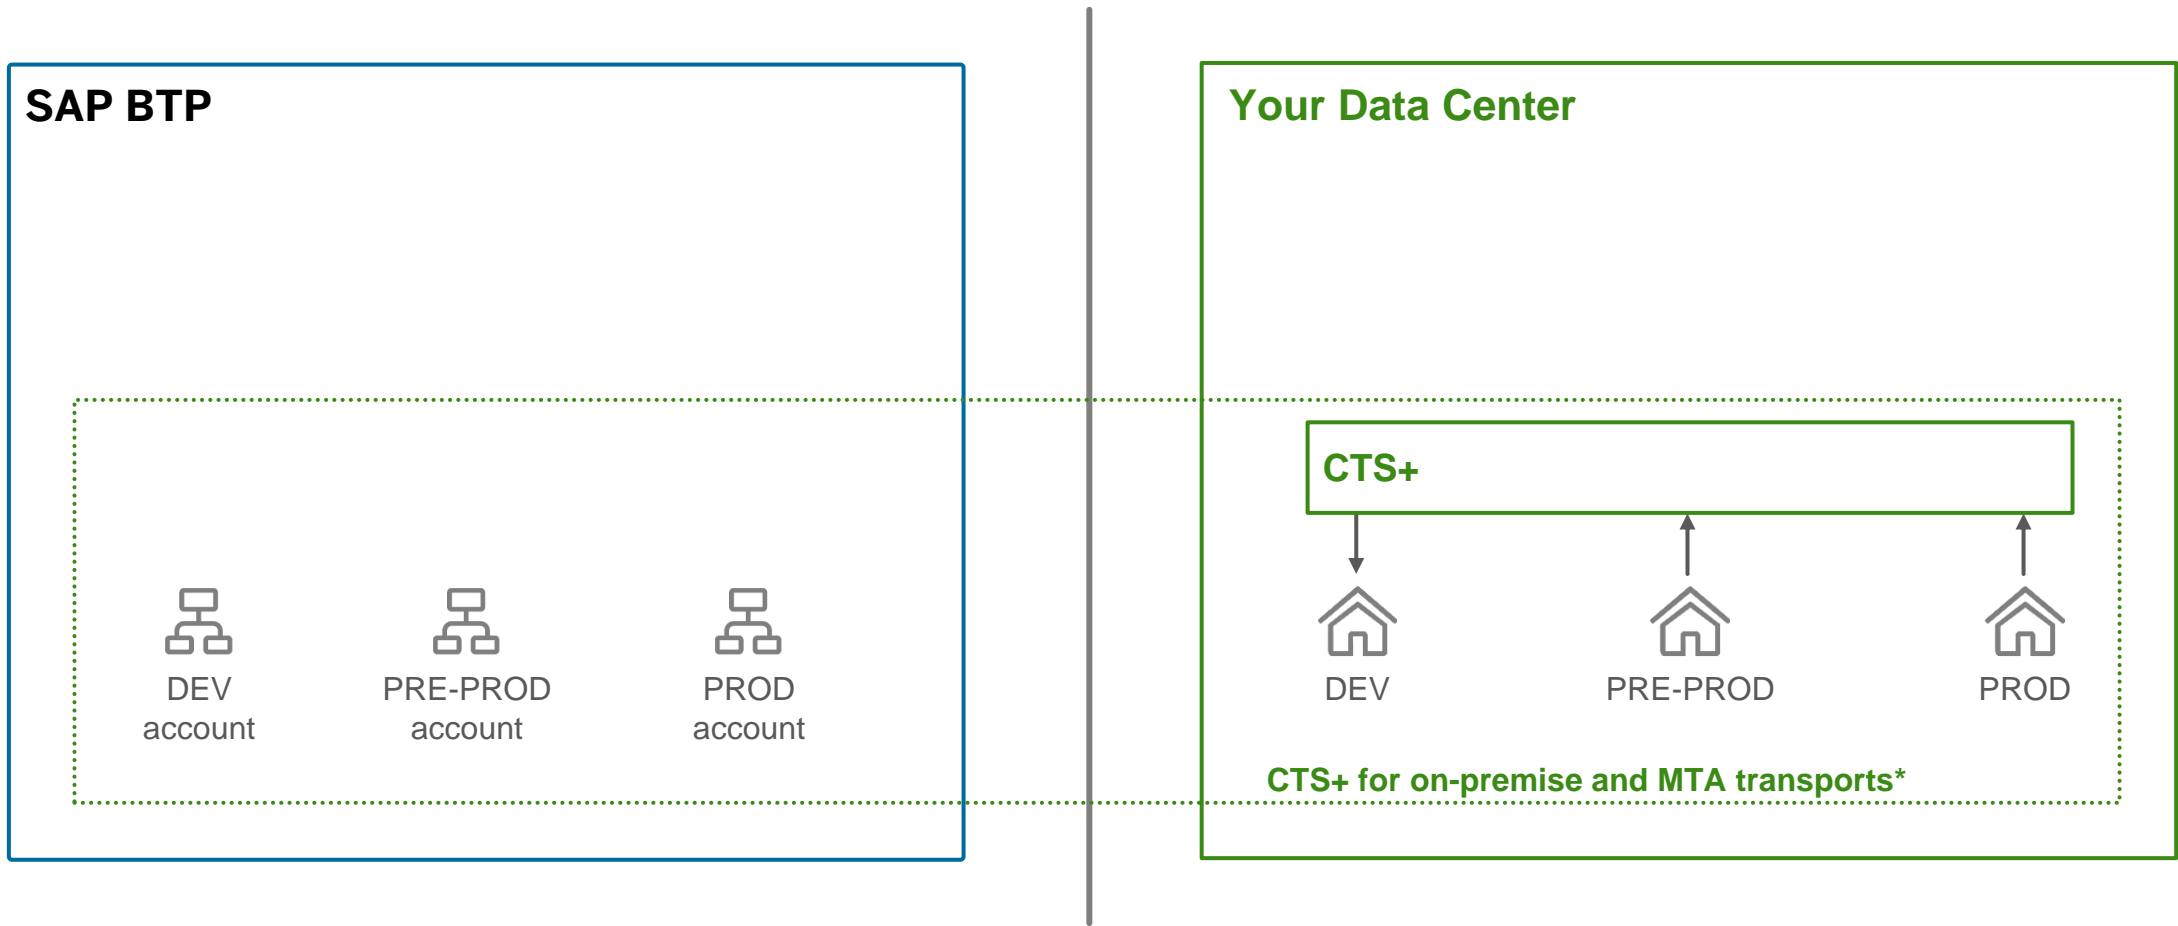 SAP BTP
DEV
account
PRE-PROD
account
PROD
account
Your Data Center
CTS+
DEV
PRE-PROD
PROD
CTS+ for on-premise and MTA transports*